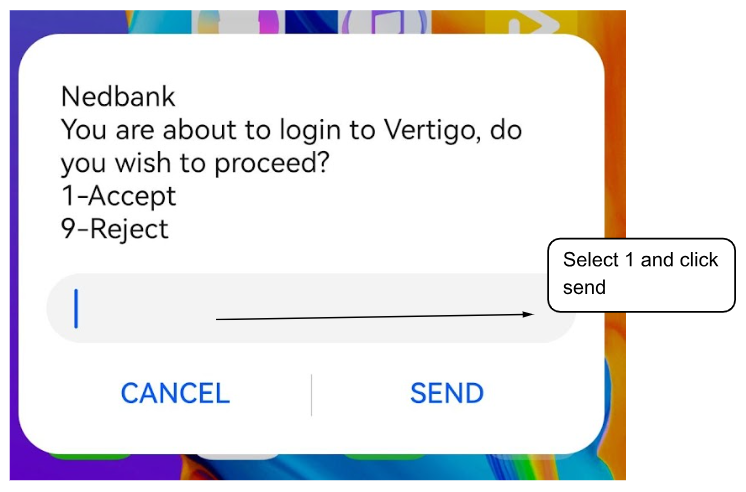 Nedbank
You are about to login to Vertigo, do
you wish to proceed?
1-Accept
9-Reject
Select 1 and click
send
CANCEL
SEND